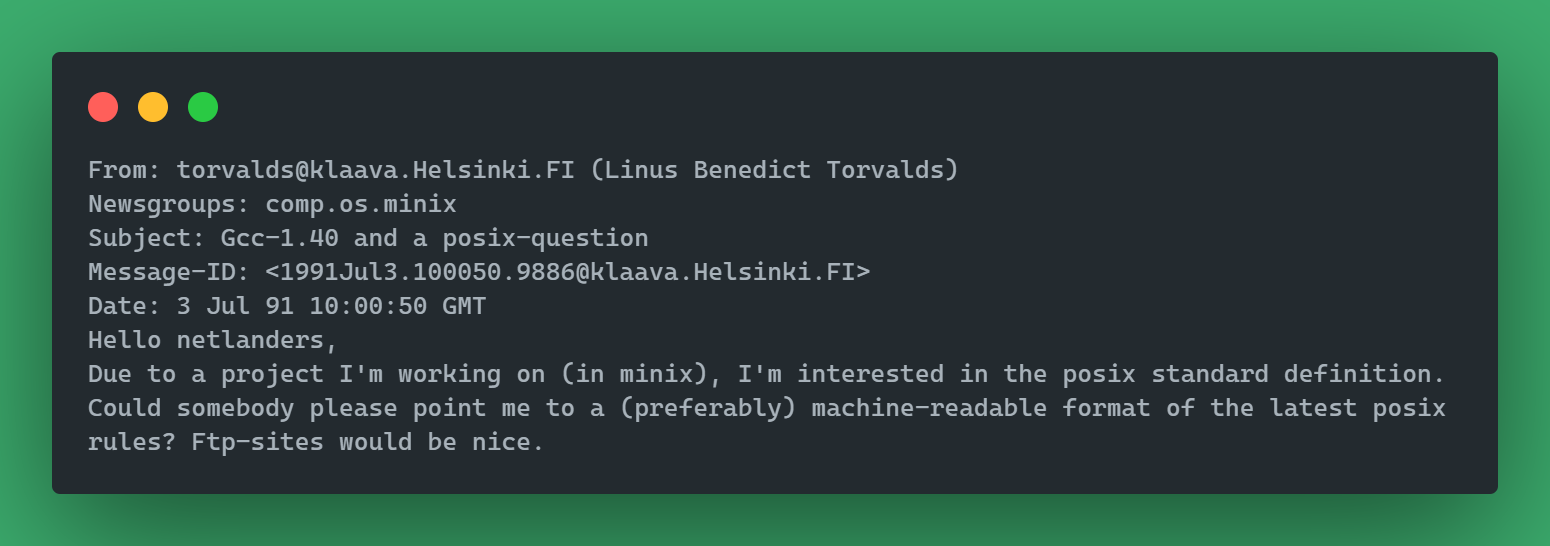 From: torvalds@klaava.Helsinki.FI (Linus Benedict Torvalds)
Newsgroups: comp.os.minix
Subject: Gcc-1.40 and a posix-question
Message-ID: <1991Jul3.100050.9886@klaava.Helsinki.FI>
Date: 3 Jul 91 10:00:50 GMT
Hello netlanders,
Due to a project I'm working on (in minix), I'm interested in the posix standard definition.
Could somebody please point me to a (preferably) machine-readable format of the latest posix
rules? Ftp-sites would be nice.